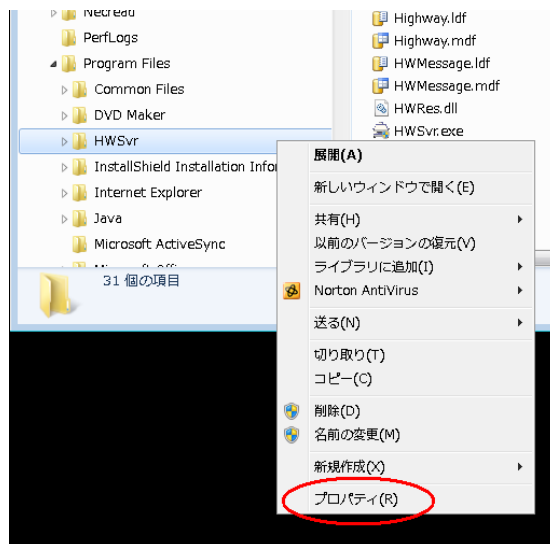 Necread
PerfLogs
Program Files
Common Files
DVD Maker
HWSvr
InstallShield Installation Infor
Internet Explorer
Java
Microsoft ActiveSync
31 個の項目
Highway.ldf
Highway.mdf
HWMessage.ldf
HWMessage.mdf
HWRes.dll
HWSvr.exe
展開(A)
新しいウィンドウで開く(E)
共有(H)
以前のバージョンの復元(V)
ライブラリに追加(I)
Norton AntiVirus
送る(N)
切り取り(T)
コピー(C)
削除(D)
名前の変更(M)
新規作成(X)
プロパティ(R)